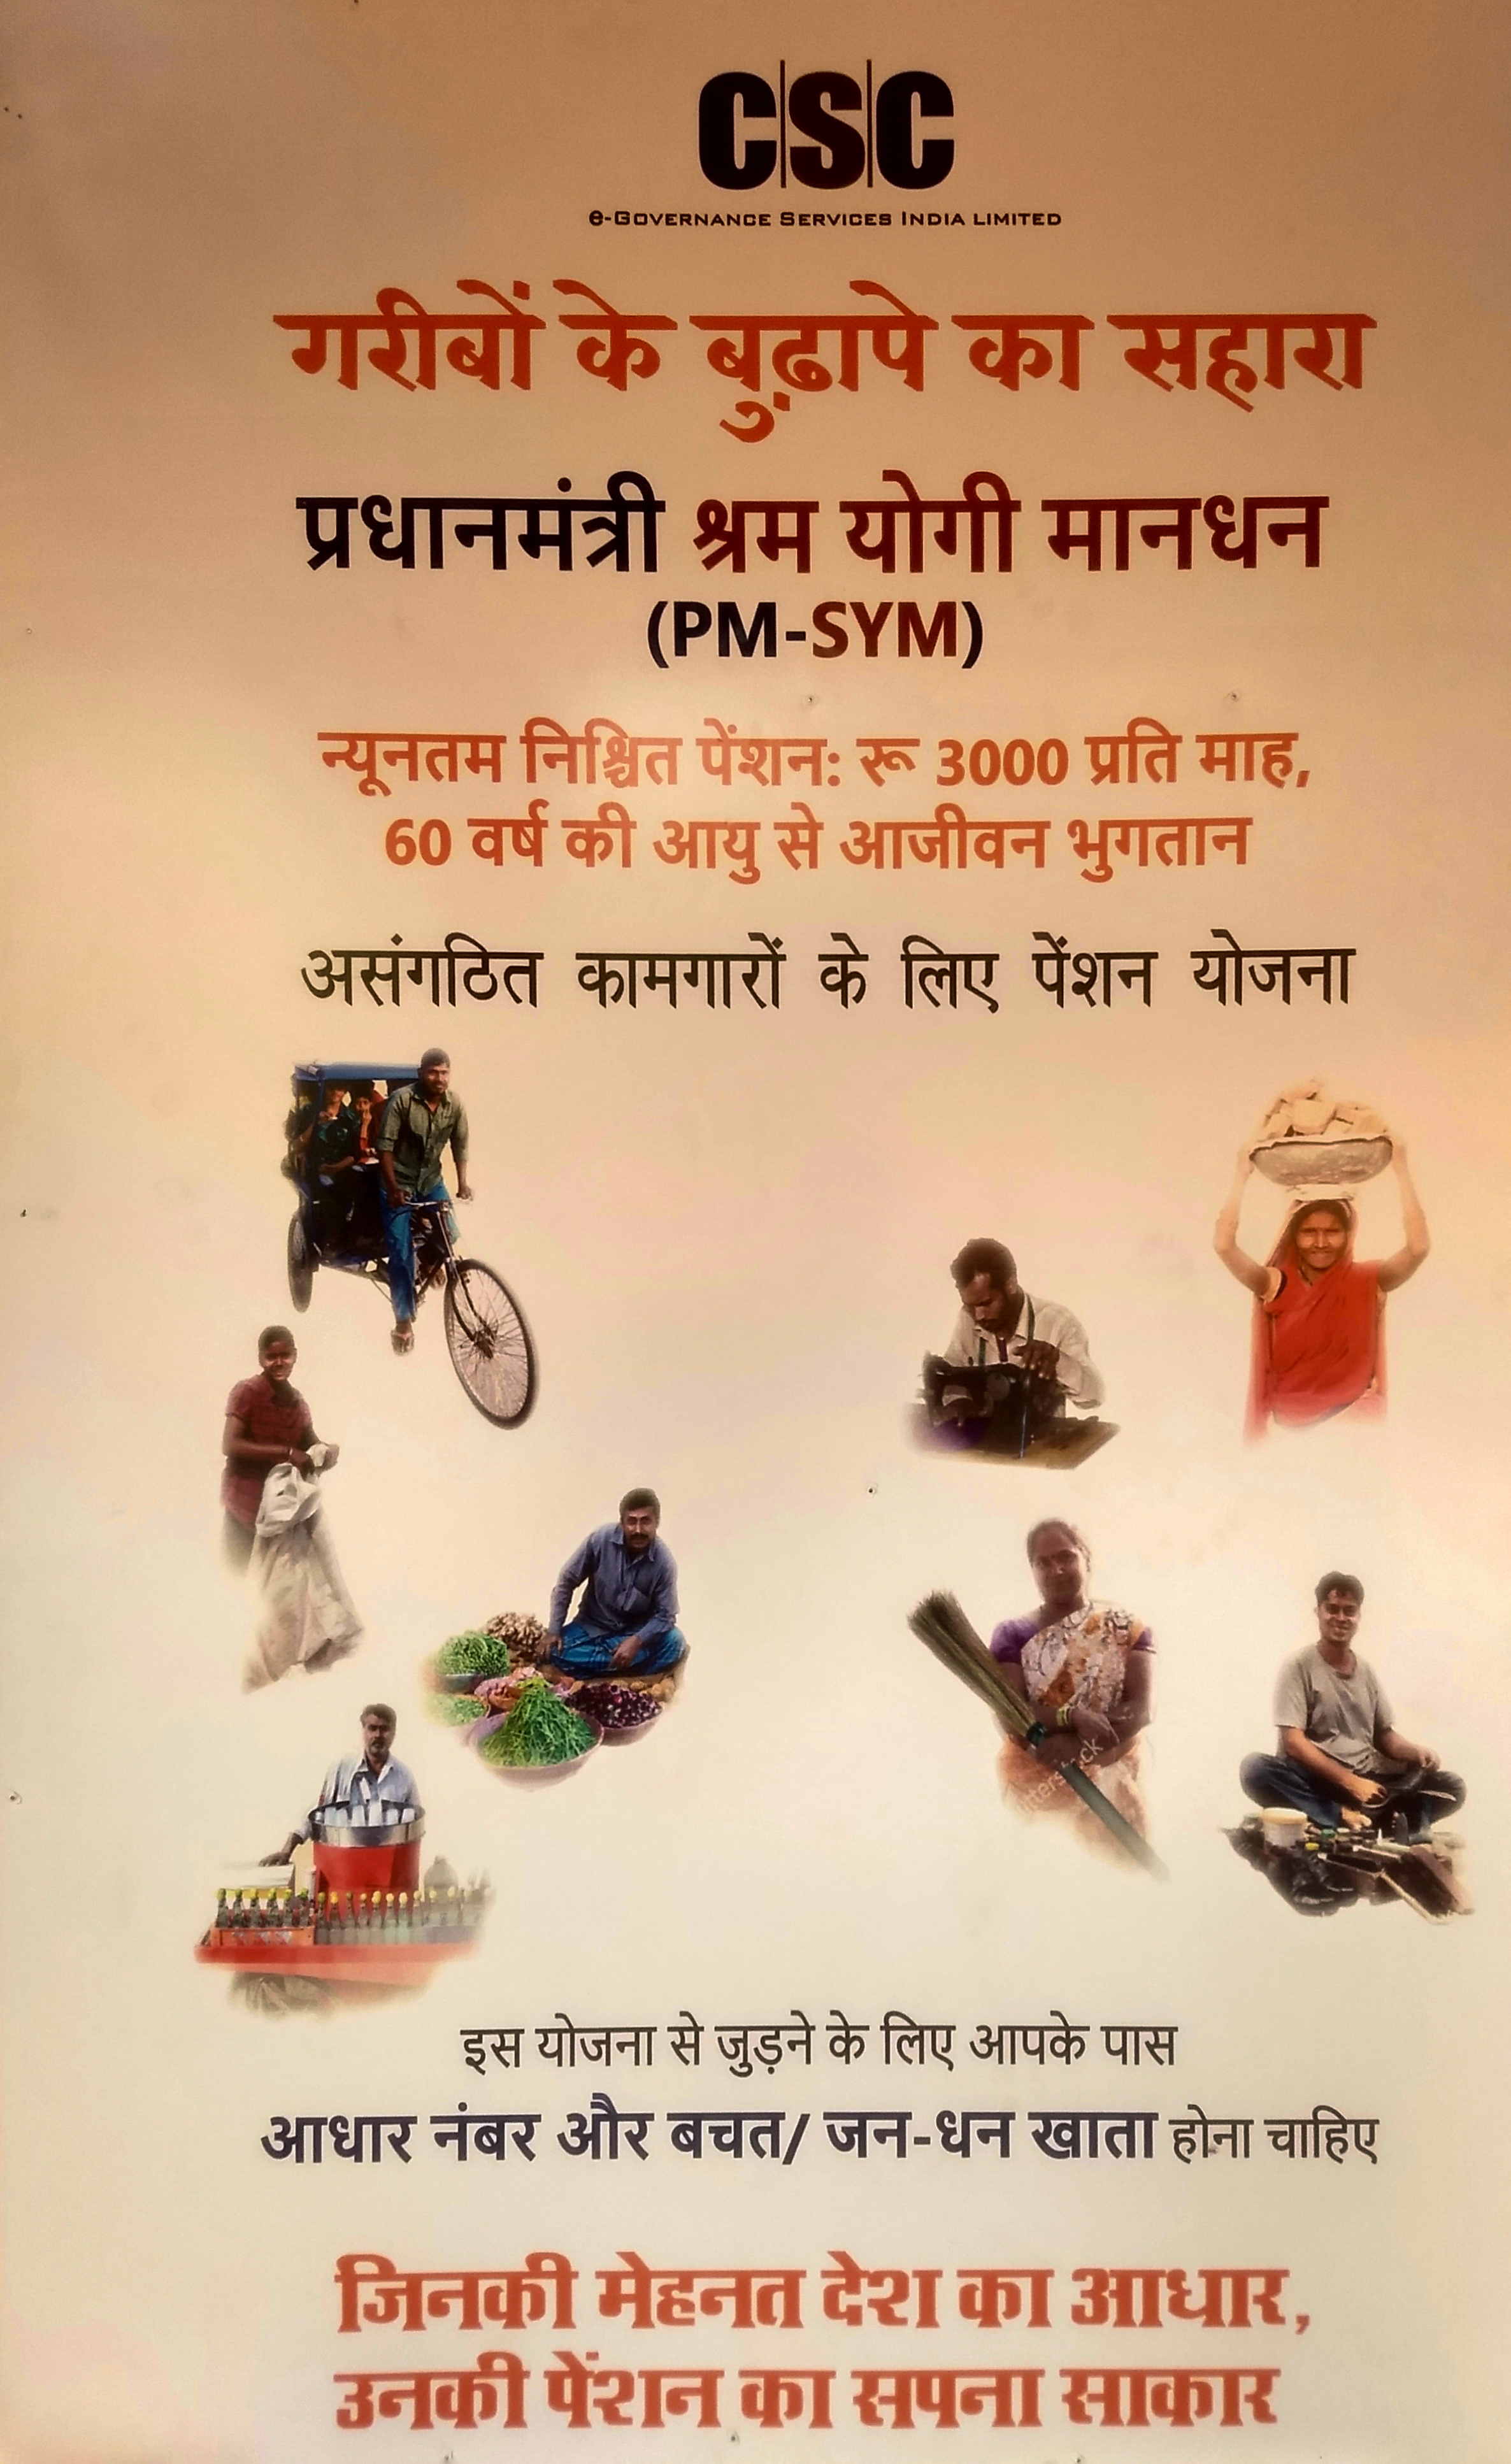 CSC
e-GOVERNANCE SERVICES INDIA LIMITED
गरीबों के बुढ़ापे का सहारा
प्रधानमंत्री श्रम योगी मानधन
(PM-SYM)
न्यूनतम निश्चित पेंशन: रू 3000 प्रति माह,
60 वर्ष की आयु से आजीवन भुगतान
असंगठित कामगारों के लिए पेंशन योजना
इस योजना से जुड़ने के लिए आपके पास
आधार नंबर और बचत/ जन-धन खाता होना चाहिए
जिनकी मेहनत देश का आधार,
उनकी पेंशन का सपना साकार